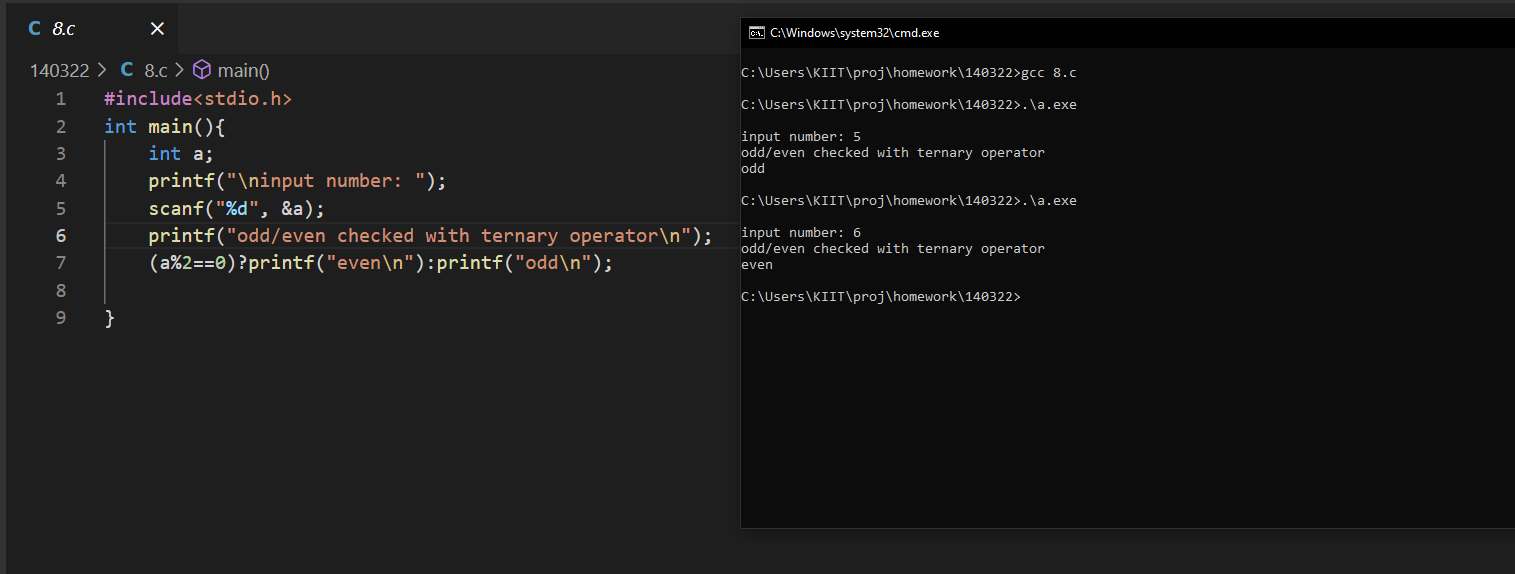 C 8.c ×
140322 > C 8.c > main()
1 #include<stdio.h>
2 int main(){
3     int a;
4     printf("\ninput number: ");
5     scanf("%d", &a);
6     printf("odd/even checked with ternary operator\n");
7     (a%2==0)?printf("even\n"):printf("odd\n");
8
9 }
C:\Windows\system32\cmd.exe
C:\Users\KIIT\proj\homework\140322>gcc 8.c
C:\Users\KIIT\proj\homework\140322>.\a.exe
input number: 5
odd/even checked with ternary operator
odd
C:\Users\KIIT\proj\homework\140322>.\a.exe
input number: 6
odd/even checked with ternary operator
even
C:\Users\KIIT\proj\homework\140322>